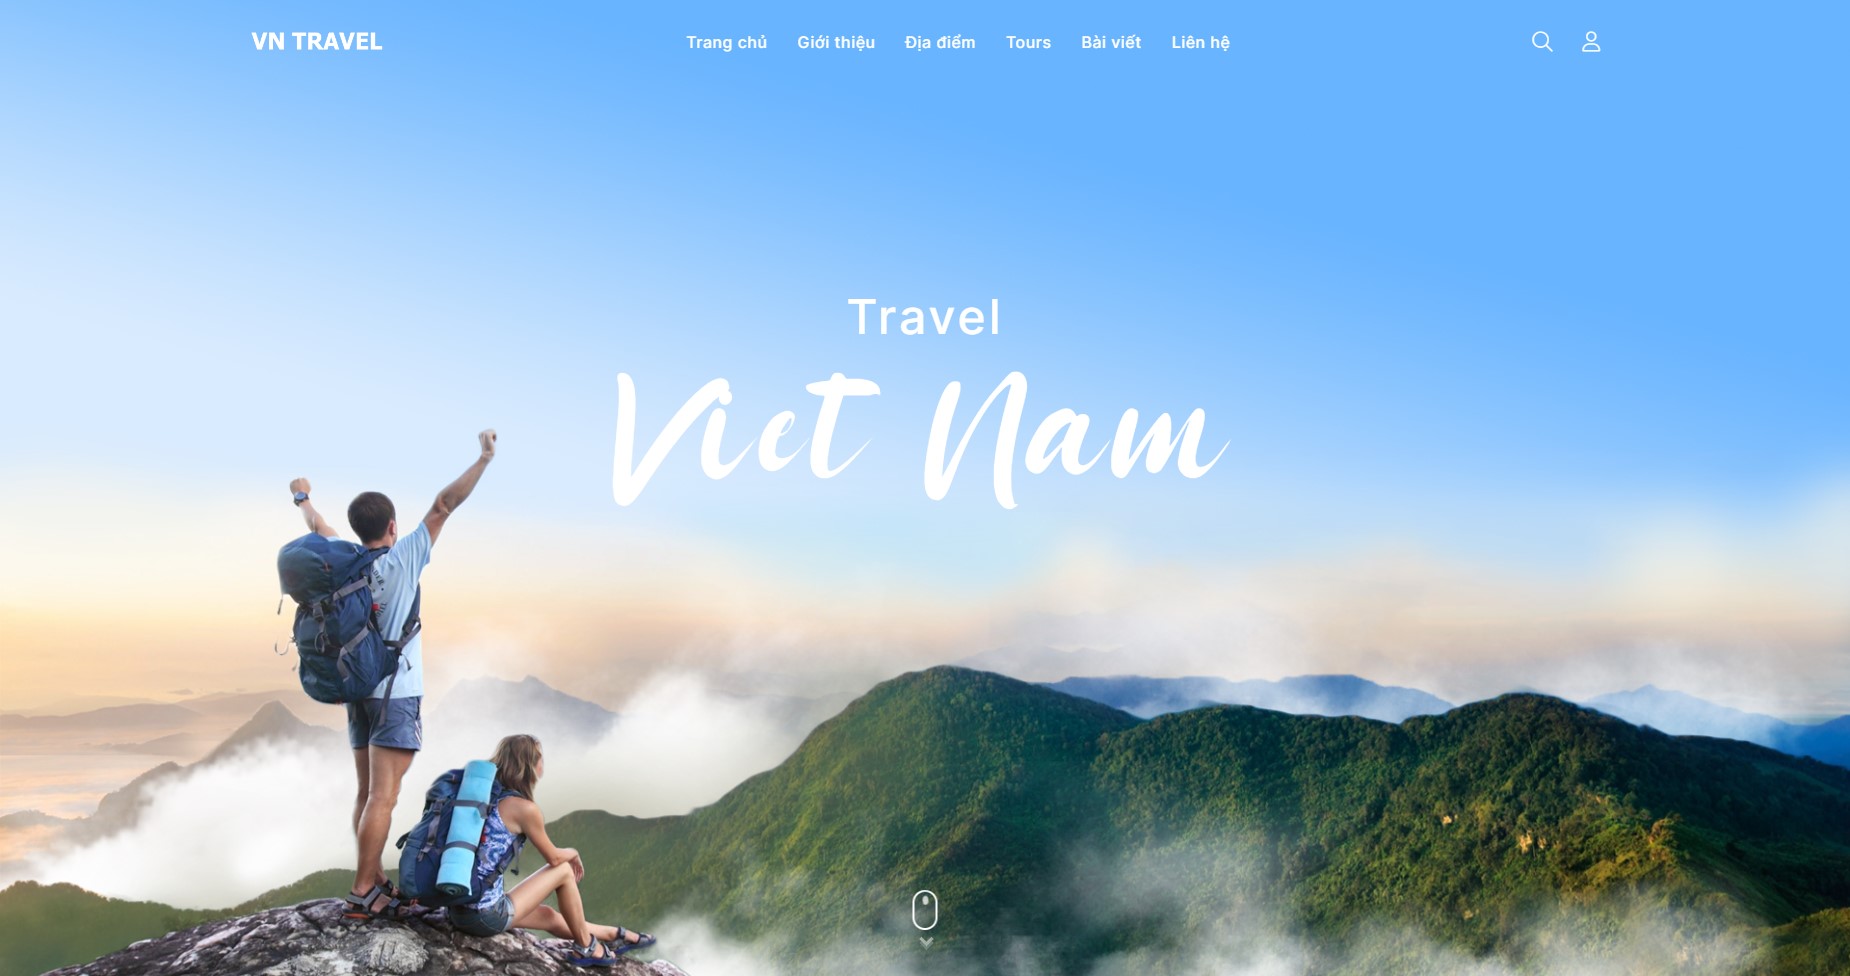 VN TRAVEL
Trang chủ Giới thiệu Địa điểm Tours Bài viết Liên hệ
Travel
Viet Nam